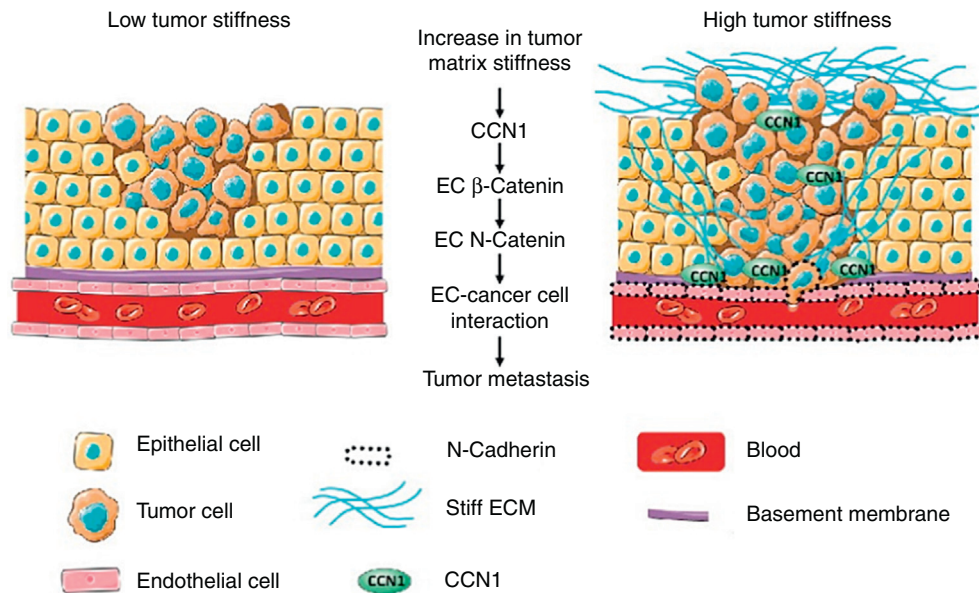 Low tumor stiffness
Increase in tumor
matrix stiffness
CCN1
EC β-Catenin
EC N-Catenin
EC-cancer cell
interaction
Tumor metastasis
High tumor stiffness
CCN1
CCN1
CCN1
CCN1
CCN1
Epithelial cell
N-Cadherin
Blood
Tumor cell
Stiff ECM
Basement membrane
Endothelial cell
CCN1
CCN1